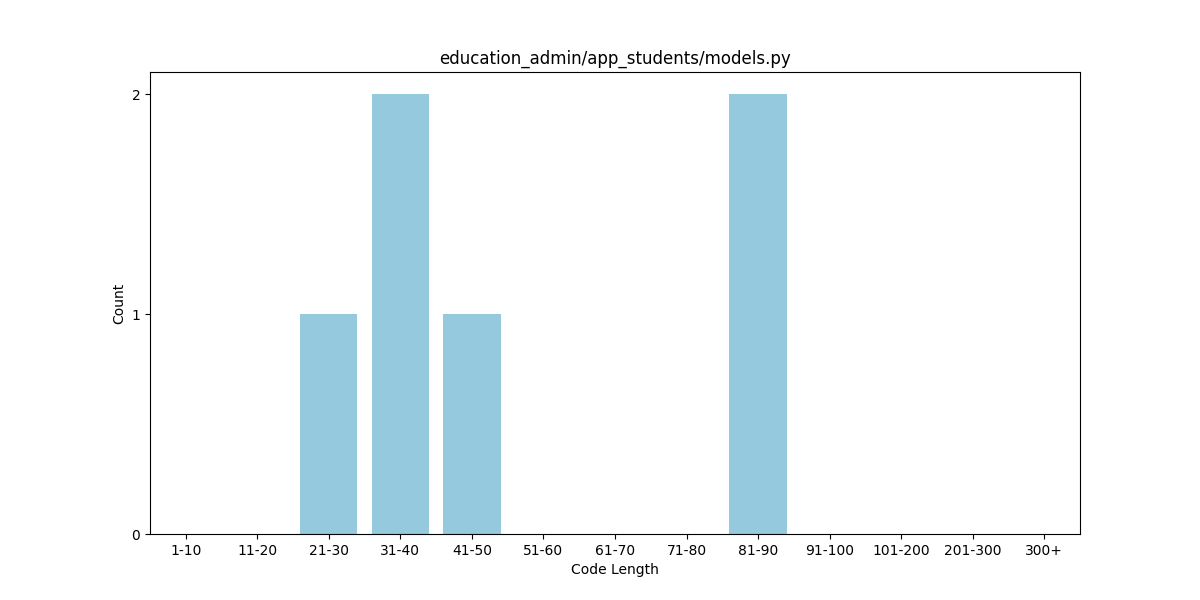 education_admin/app_students/models.py
2
1
0
Count
1-10 11-20 21-30 31-40 41-50 51-60 61-70 71-80 81-90 91-100 101-200 201-300 300+
Code Length